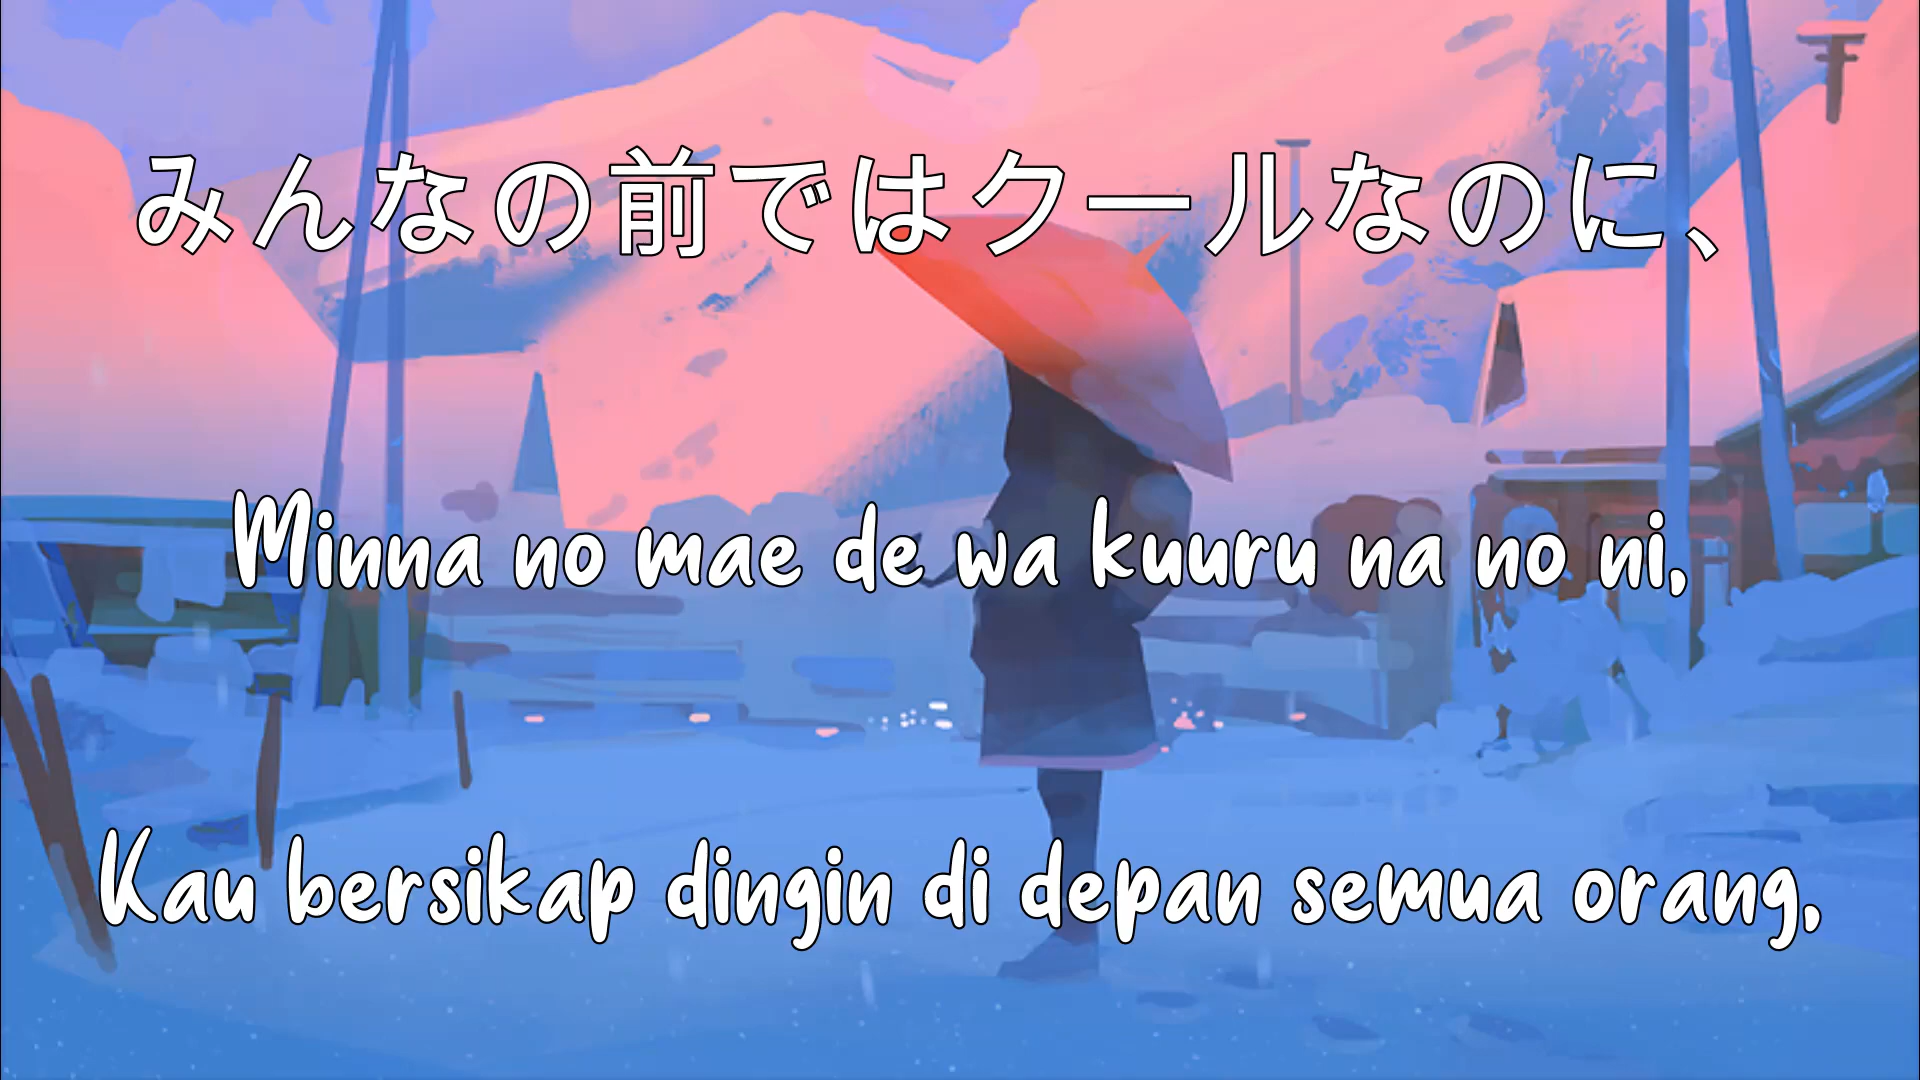 みんなの前ではクールなのに、
Minna no mae de wa kuuru na no ni,
Kau bersikap dingin di depan semua orang,